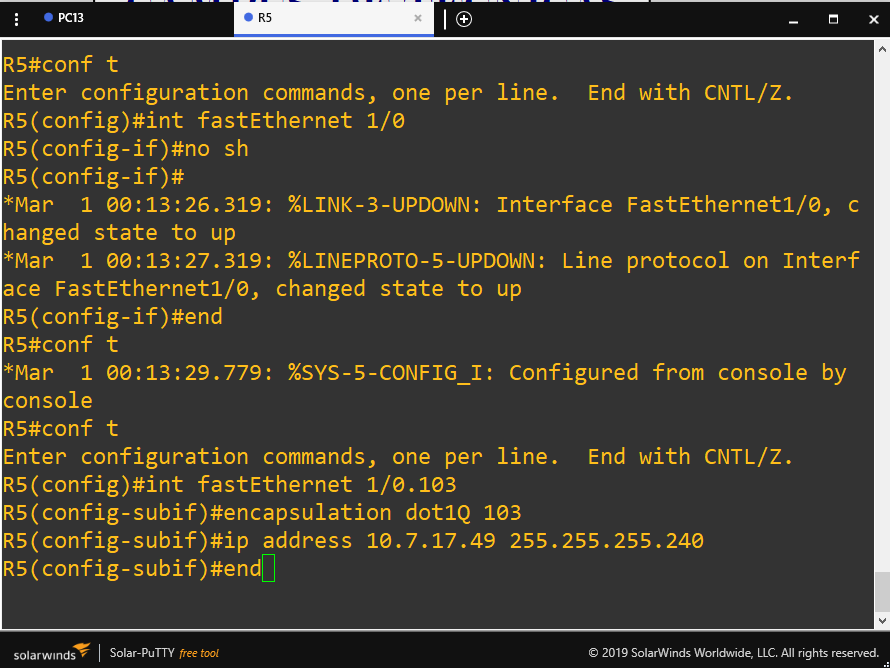 PC13
R5
R5#conf t
Enter configuration commands, one per line.  End with CNTL/Z.
R5(config)#int fastEthernet 1/0
R5(config-if)#no sh
R5(config-if)#
*Mar  1 00:13:26.319: %LINK-3-UPDOWN: Interface FastEthernet1/0, c
hanged state to up
*Mar  1 00:13:27.319: %LINEPROTO-5-UPDOWN: Line protocol on Interf
ace FastEthernet1/0, changed state to up
R5(config-if)#end
R5#conf t
*Mar  1 00:13:29.779: %SYS-5-CONFIG_I: Configured from console by
console
R5#conf t
Enter configuration commands, one per line.  End with CNTL/Z.
R5(config)#int fastEthernet 1/0.103
R5(config-subif)#encapsulation dot1Q 103
R5(config-subif)#ip address 10.7.17.49 255.255.255.240
R5(config-subif)#end
solarwinds
Solar-PuTTY free tool
© 2019 SolarWinds Worldwide, LLC. All rights reserved.